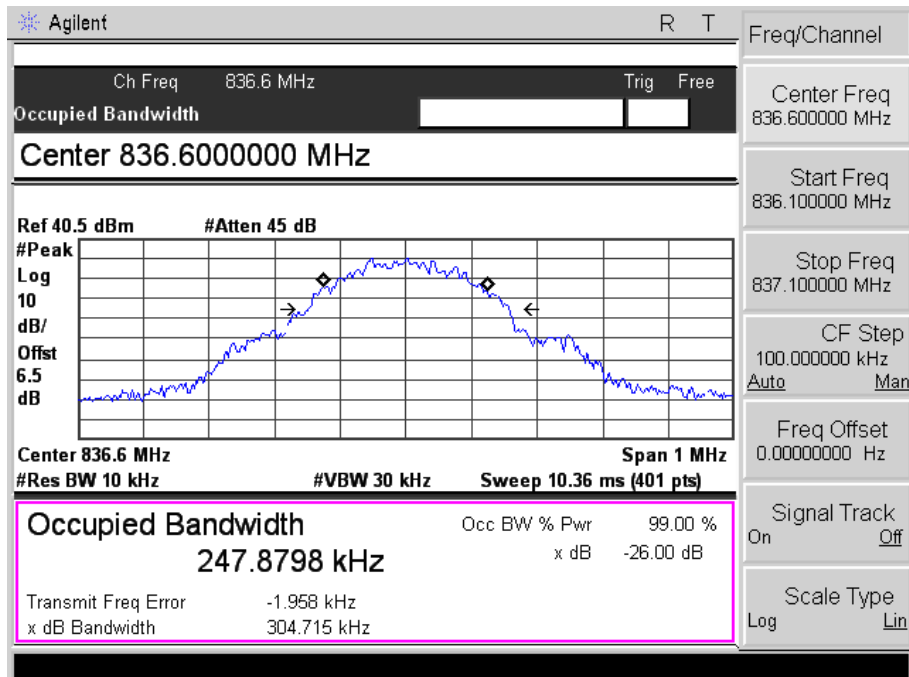 Agilent R T
Ch Freq 836.6 MHz Trig Free
Occupied Bandwidth
Center 836.6000000 MHz
Ref 40.5 dBm #Atten 45 dB
#Peak
Log
10
dB/
Offst
6.5
dB
Center 836.6 MHz Span 1 MHz
#Res BW 10 kHz #VBW 30 kHz Sweep 10.36 ms (401 pts)
Occupied Bandwidth Occ BW % Pwr 99.00 %
247.8798 kHz x dB -26.00 dB
Transmit Freq Error -1.958 kHz
x dB Bandwidth 304.715 kHz
Freq/Channel
Center Freq
836.600000 MHz
Start Freq
836.100000 MHz
Stop Freq
837.100000 MHz
CF Step
100.000000 kHz
Auto Man
Freq Offset
0.00000000 Hz
Signal Track
On Off
Scale Type
Log Lin